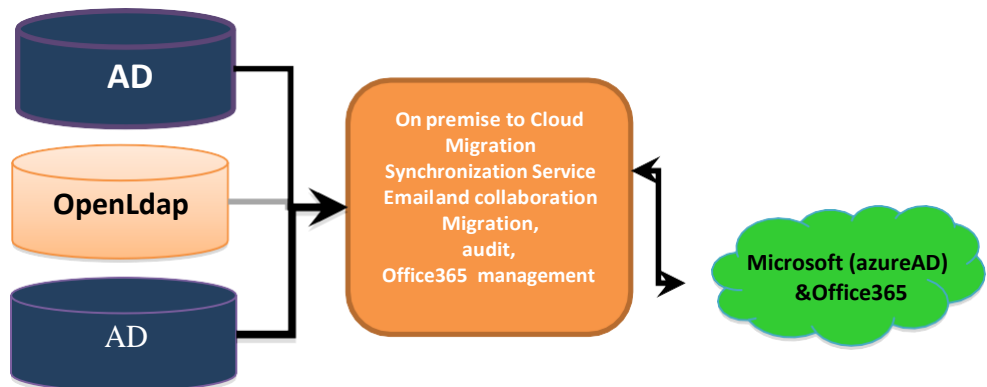 AD
OpenLdap
AD
On premise to Cloud
Migration
Synchronization Service
Emailand collaboration
Migration,
audit,
Office365 management
Microsoft (azureAD)
&Office365